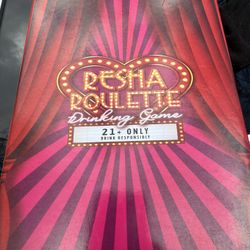 RESHA
ROULETTE
Drinking Game
21+ ONLY
DRINK RESPONSIBLY